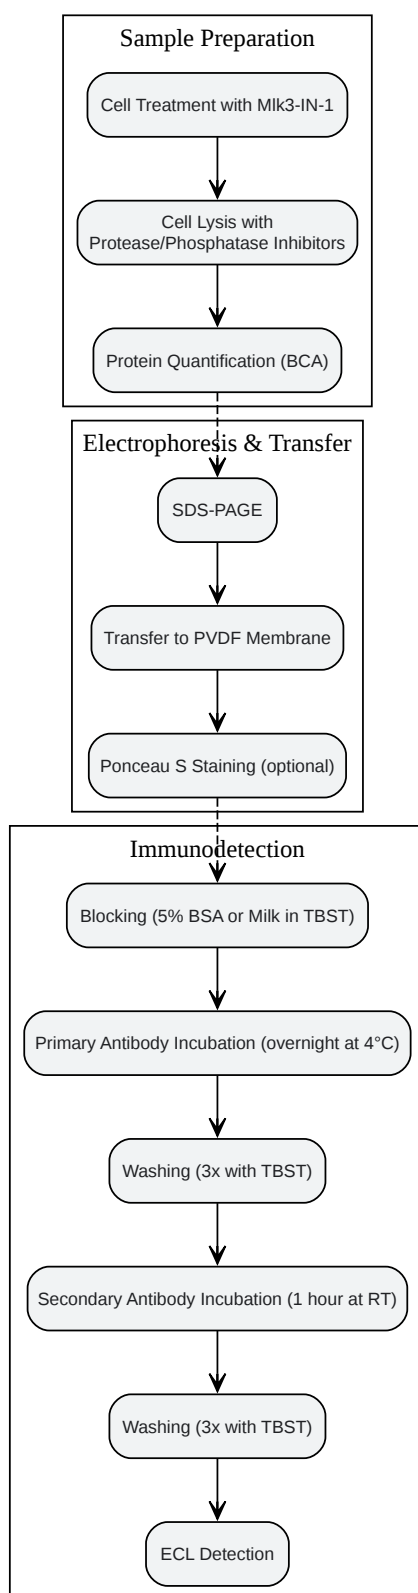 Sample Preparation
Cell Treatment with Mlk3-IN-1
Cell Lysis with
Protease/Phosphatase Inhibitors
Protein Quantification (BCA)
Electrophoresis & Transfer
SDS-PAGE
Transfer to PVDF Membrane
Ponceau S Staining (optional)
Immunodetection
Blocking (5% BSA or Milk in TBST)
Primary Antibody Incubation (overnight at 4°C)
Washing (3x with TBST)
Secondary Antibody Incubation (1 hour at RT)
Washing (3x with TBST)
ECL Detection